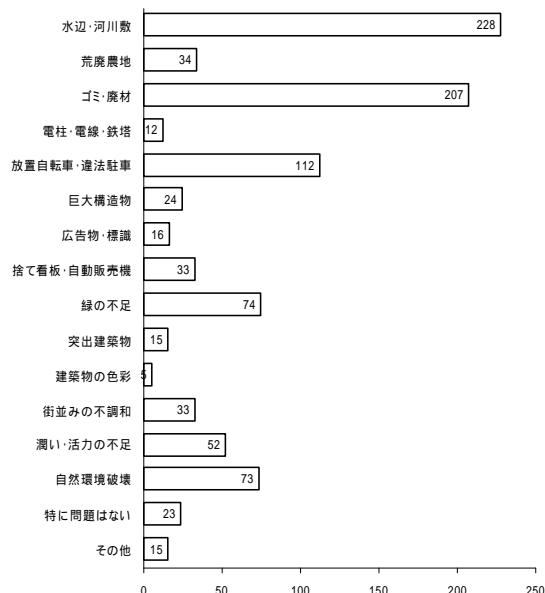 水辺・河川敷 228
荒廃農地 34
ゴミ・廃材 207
電柱・電線・鉄塔 12
放置自転車・違法駐車 112
巨大構造物 24
広告物・標識 16
捨て看板・自動販売機 33
緑の不足 74
突出建築物 15
建築物の色彩 5
街並みの不調和 33
潤い・活力の不足 52
自然環境破壊 73
特に問題はない 23
その他 15
0 50 100 150 200 250